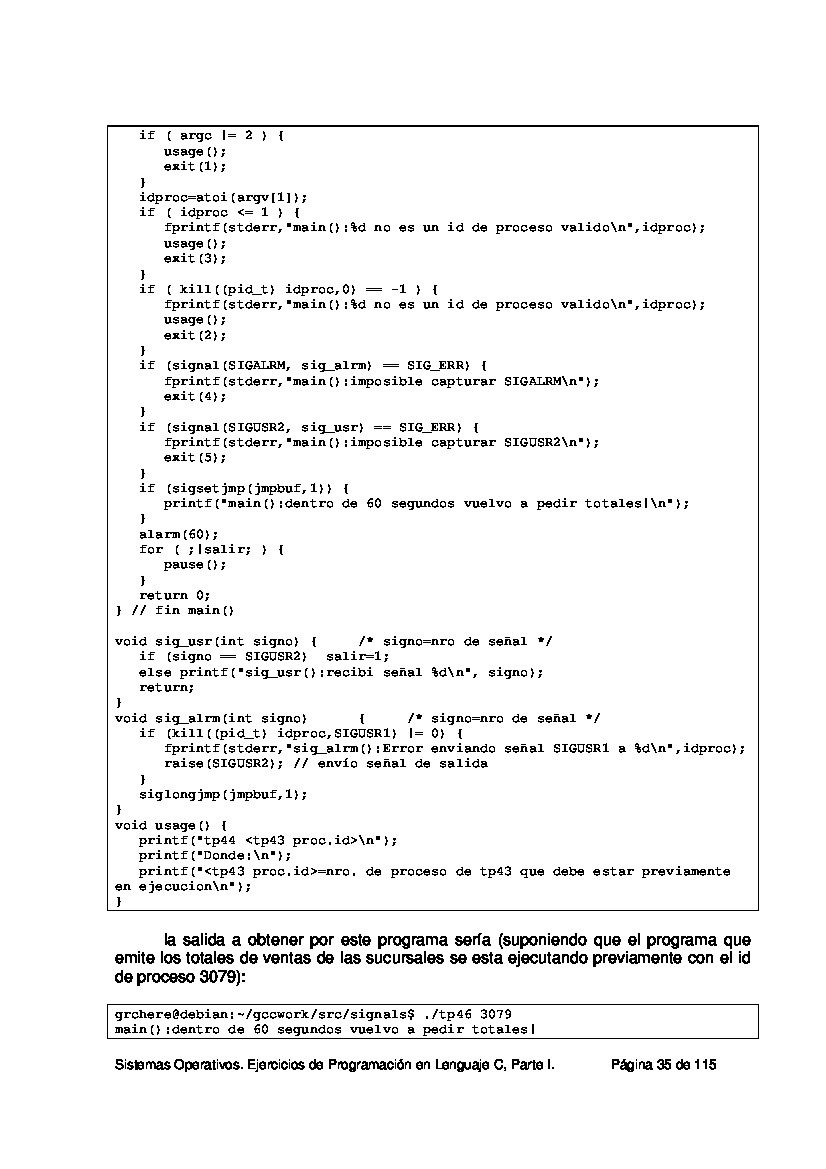 if ( argc != 2 ) {
usage();
exit(1);
}
idproc=atoi(argv[1]);
if ( idproc <= 1 ) {
fprintf(stderr,"main():%d no es un id de proceso valido\n",idproc);
usage();
exit(3);
}
if ( kill((pid_t) idproc,0) == -1 ) {
fprintf(stderr,"main():%d no es un id de proceso valido\n",idproc);
usage();
exit(2);
}
if (signal(SIGALRM, sig_alrm) == SIG_ERR) {
fprintf(stderr,"main():imposible capturar SIGALRM\n");
exit(4);
}
if (signal(SIGUSR2, sig_usr) == SIG_ERR) {
fprintf(stderr,"main():imposible capturar SIGUSR2\n");
exit(5);
}
if (sigsetjmp(jmpbuf,1)) {
printf("main():dentro de 60 segundos vuelvo a pedir totales!\n");
}
alarm(60);
for ( ;!salir; ) {
pause();
}
return 0;
} // fin main()
void sig_usr(int signo) { /* signo=nro de señal */
if (signo == SIGUSR2) salir=1;
else printf("sig_usr():recibi señal %d\n", signo);
return;
}
void sig_alrm(int signo) { /* signo=nro de señal */
if (kill((pid_t) idproc,SIGUSR1) != 0) {
fprintf(stderr,"sig_alrm():Error enviando señal SIGUSR1 a %d\n",idproc);
raise(SIGUSR2); // envío señal de salida
}
siglongjmp(jmpbuf,1);
}
void usage() {
printf("tp44 <tp43 proc.id>\n");
printf("Donde:\n");
printf("<tp43 proc.id>=nro. de proceso de tp43 que debe estar previamente
en ejecucion\n");
}
la salida a obtener por este programa sería (suponiendo que el programa que
emite los totales de ventas de las sucursales se esta ejecutando previamente con el id
de proceso 3079):
grchere@debian:~/gccwork/src/signals$ ./tp46 3079
main():dentro de 60 segundos vuelvo a pedir totales!
Sistemas Operativos. Ejercicios de Programación en Lenguaje C, Parte I. Página 35 de 115